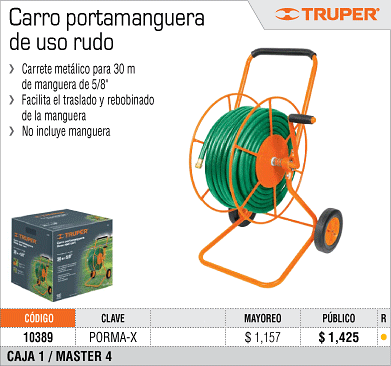 Carro portamanguera
de uso rudo
TRUPER®
Carrete metálico para 30 m
de manguera de 5/8"
Facilita el traslado y rebobinado
de la manguera
No incluye manguera
TRUPER
CÓDIGO CLAVE MAYOREO PÚBLICO R
10389 PORMA-X $ 1,157 $ 1,425
CAJA 1 / MASTER 4